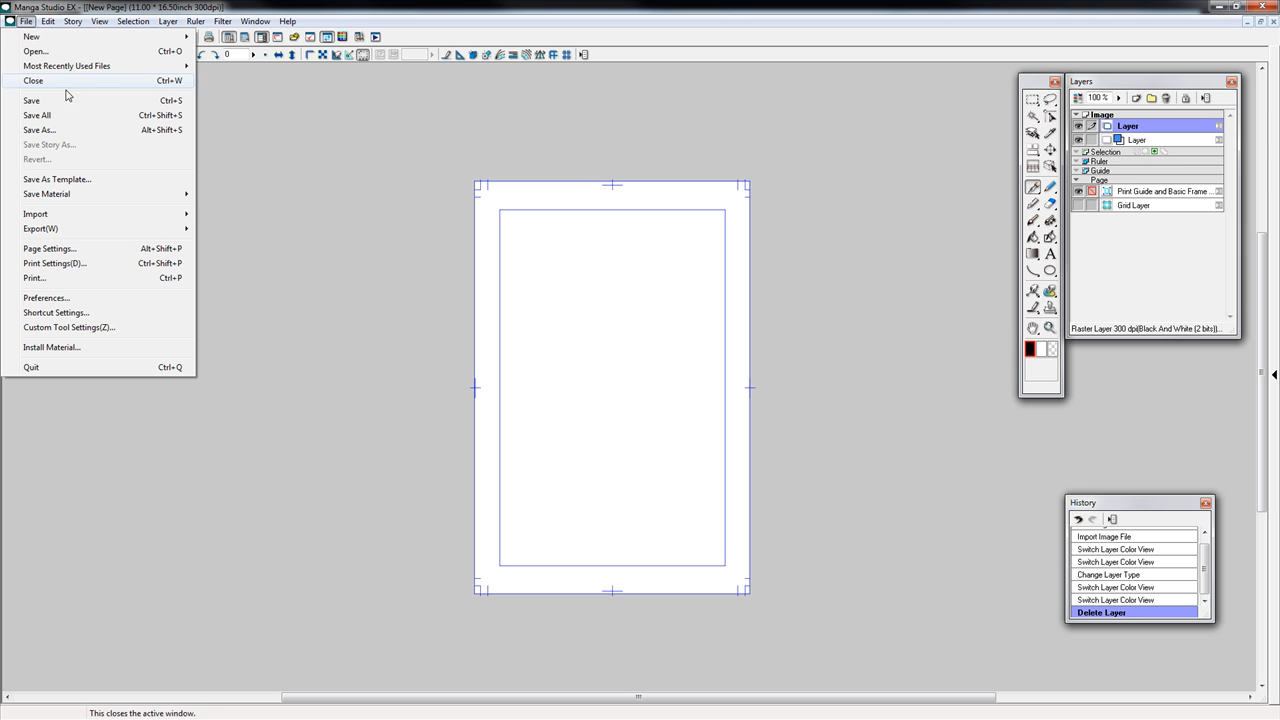 Manga Studio EX - [[New Page] (11.00 * 16.50inch 300dpi)]
File Edit Story View Selection Layer Ruler Filter Window Help
New
Open... Ctrl+O
Most Recently Used Files
Close Ctrl+W
Save Ctrl+S
Save All Ctrl+Shift+S
Save As... Alt+Shift+S
Save Story As...
Revert...
Save As Template...
Save Material
Import
Export(W)
Page Settings... Alt+Shift+P
Print Settings(D)... Ctrl+Shift+P
Print... Ctrl+P
Preferences...
Shortcut Settings...
Custom Tool Settings(Z)...
Install Material...
Quit Ctrl+Q
0
A
Layers
100 %
Image
Layer
Layer
Selection
Ruler
Guide
Page
Print Guide and Basic Frame ...
Grid Layer
Raster Layer 300 dpi(Black And White (2 bits))...
History
Import Image File
Switch Layer Color View
Switch Layer Color View
Change Layer Type
Switch Layer Color View
Switch Layer Color View
Delete Layer
This closes the active window.